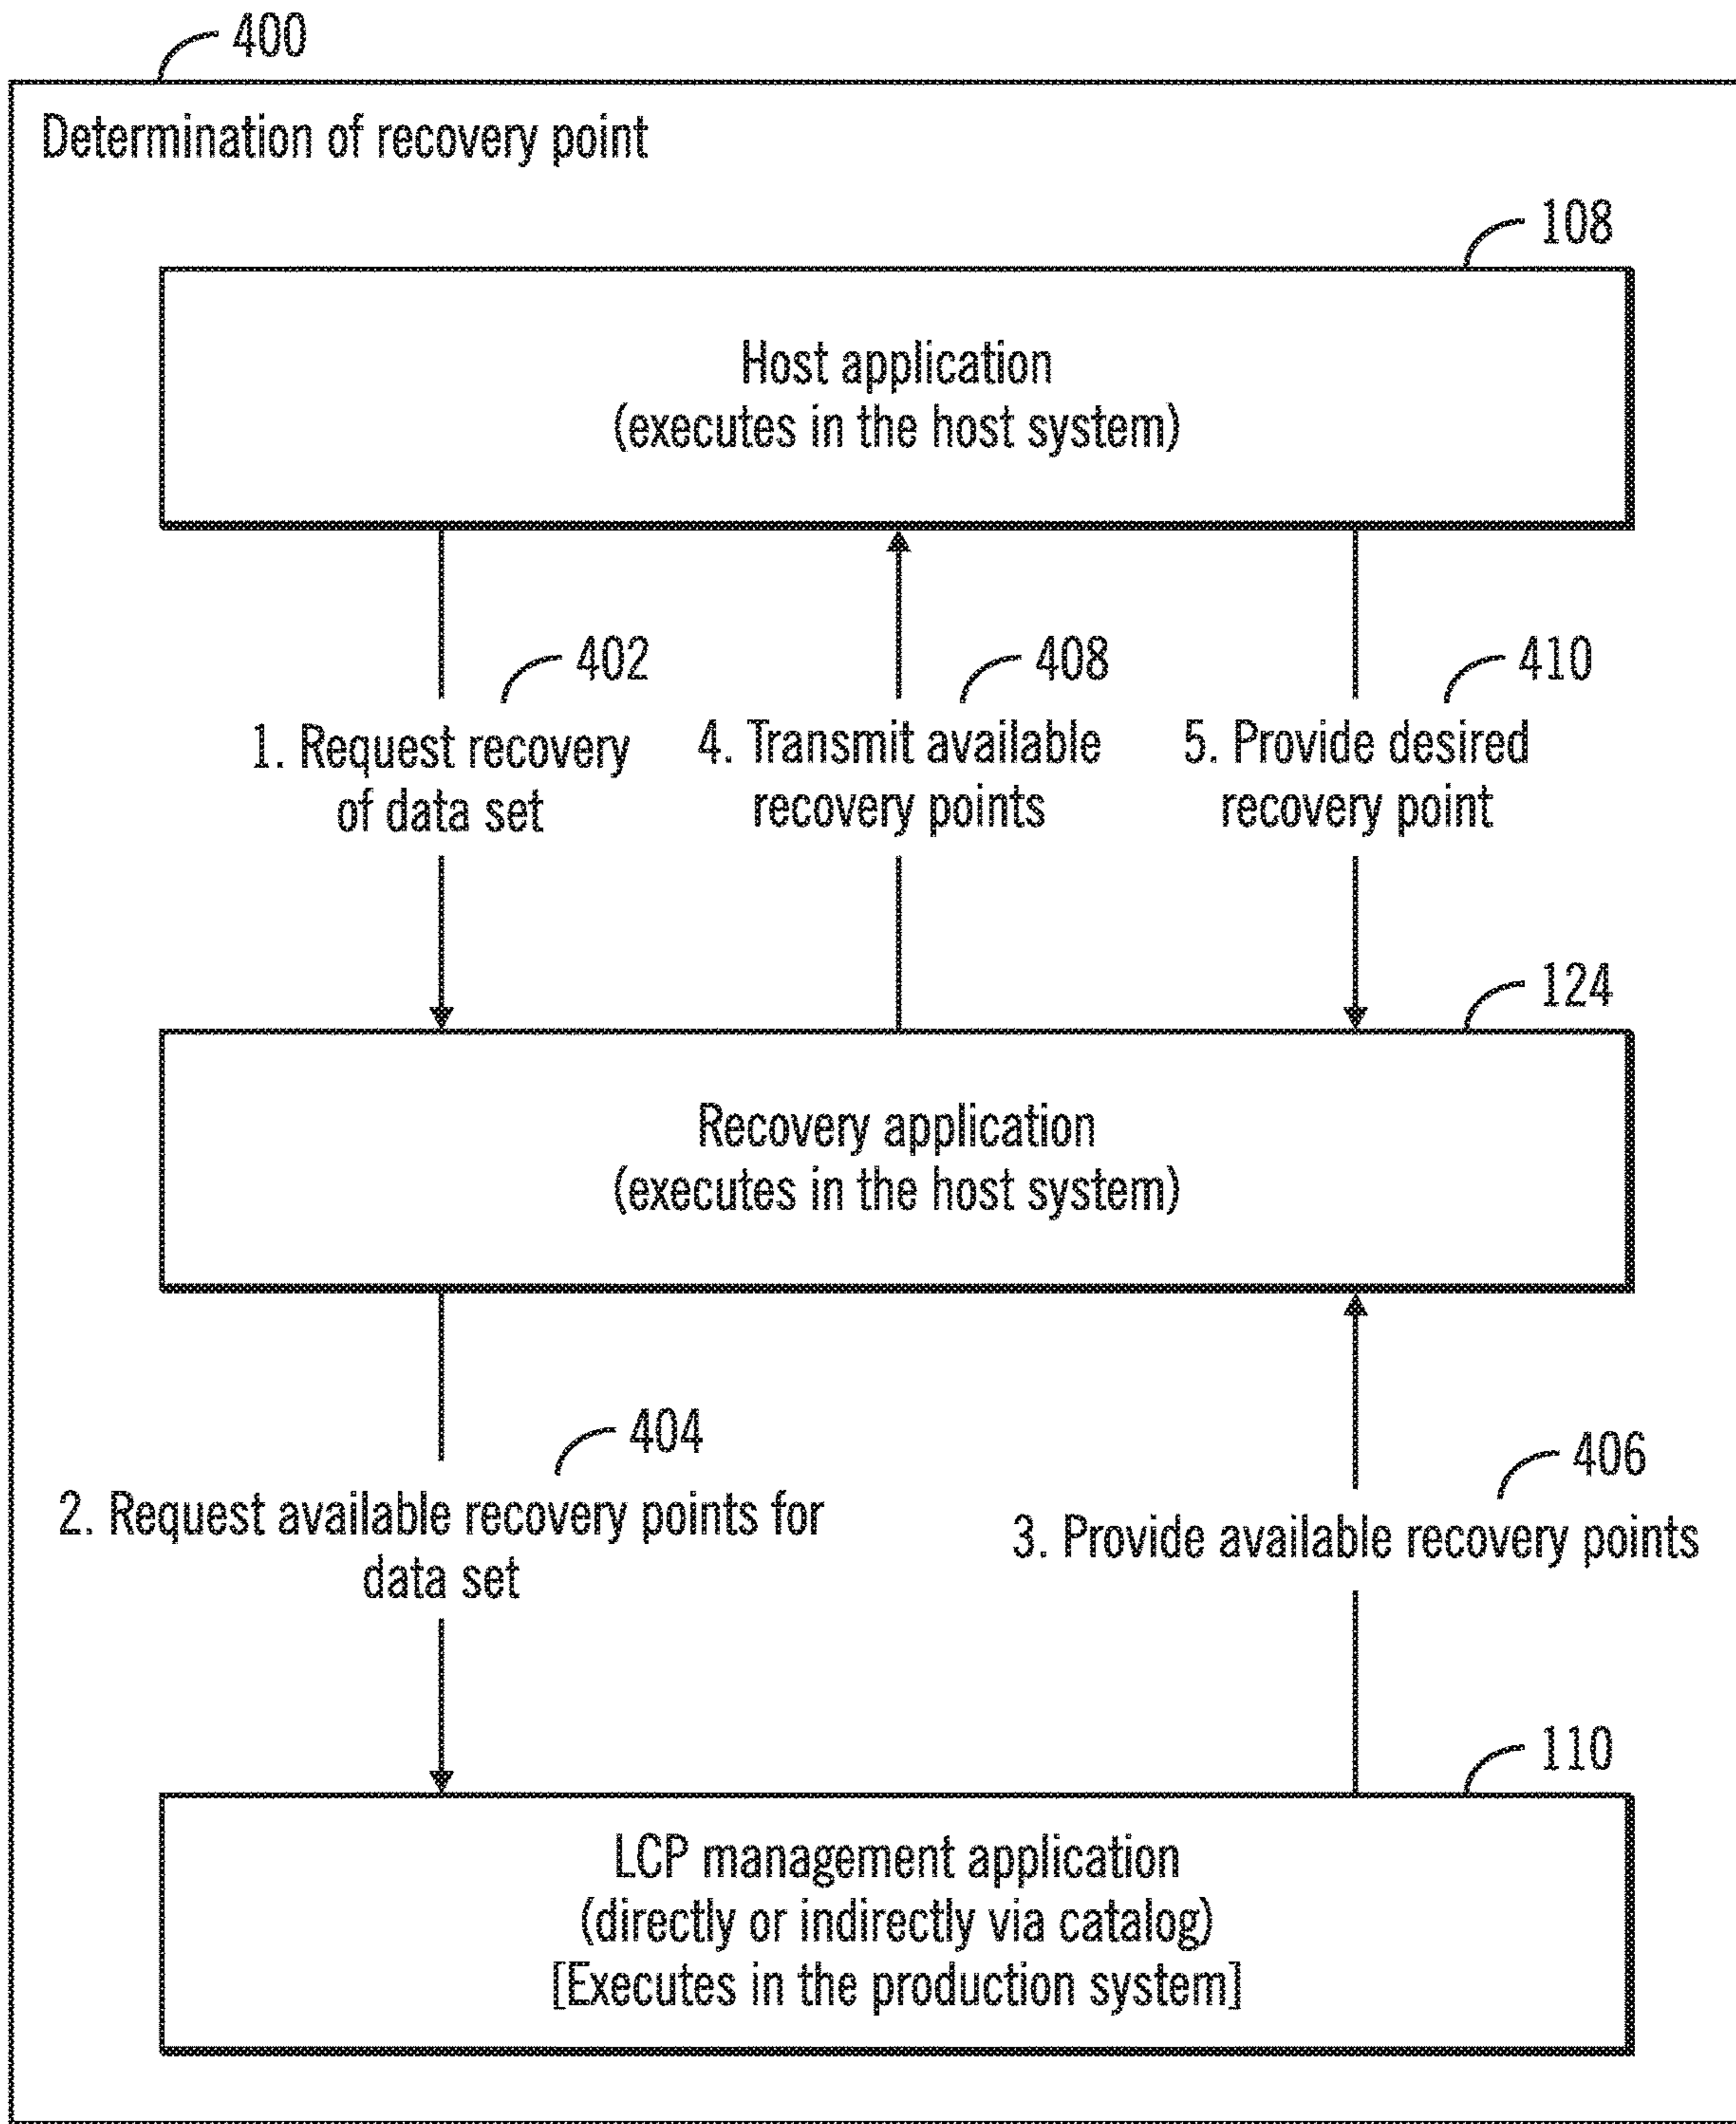 400
Determination of recovery point
108
Host application
(executes in the host system)
402
1. Request recovery
of data set
408
4. Transmit available
recovery points
410
5. Provide desired
recovery point
124
Recovery application
(executes in the host system)
404
2. Request available recovery points for
data set
406
3. Provide available recovery points
110
LCP management application
(directly or indirectly via catalog)
[Executes in the production system]